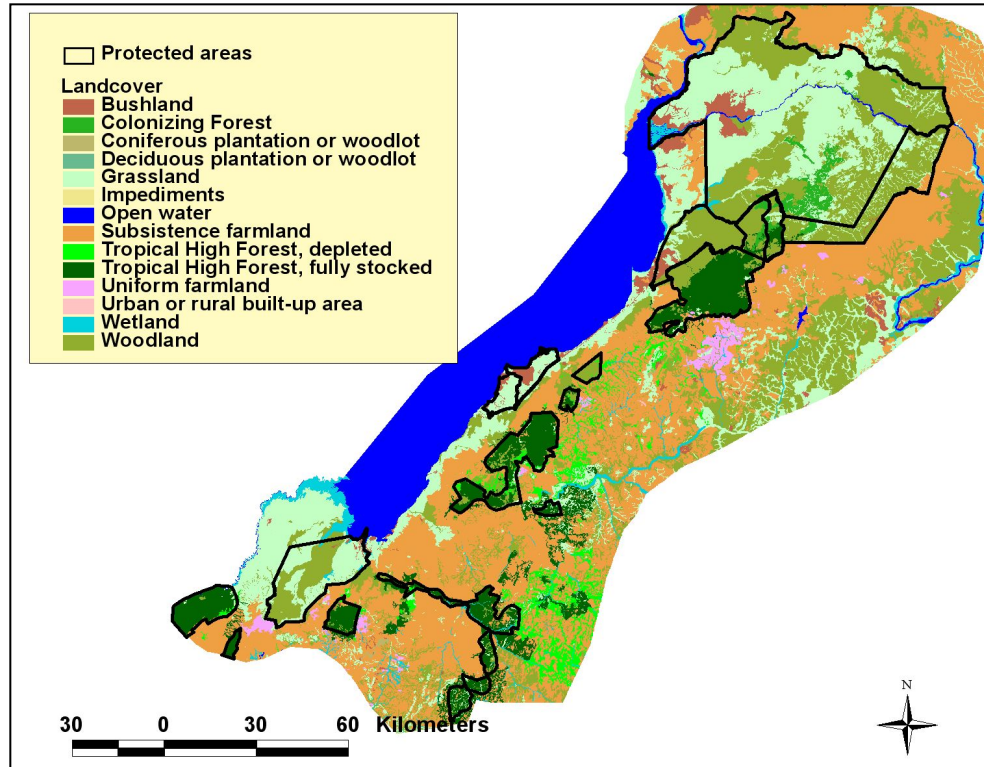 Protected areas
Landcover
Bushland
Colonizing Forest
Coniferous plantation or woodlot
Deciduous plantation or woodlot
Grassland
Impediments
Open water
Subsistence farmland
Tropical High Forest, depleted
Tropical High Forest, fully stocked
Uniform farmland
Urban or rural built-up area
Wetland
Woodland
N
30 0 30 60 Kilometers